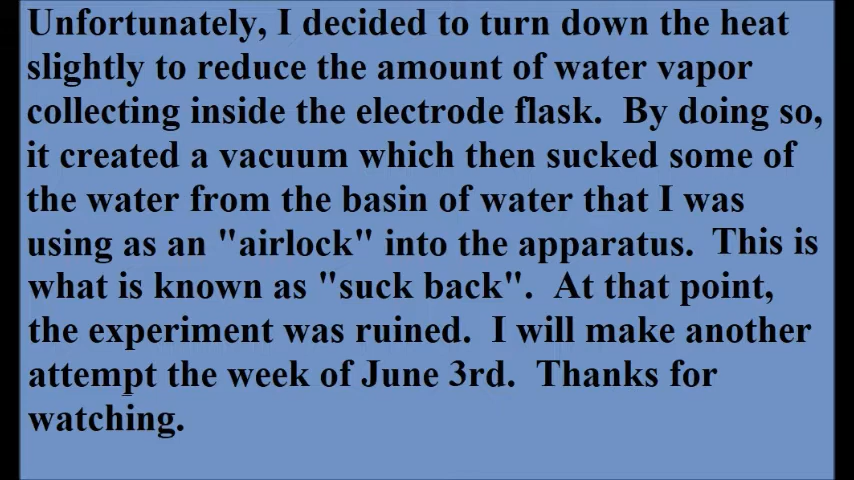 Unfortunately, I decided to turn down the heat
slightly to reduce the amount of water vapor
collecting inside the electrode flask.  By doing so,
it created a vacuum which then sucked some of
the water from the basin of water that I was
using as an "airlock" into the apparatus.  This is
what is known as "suck back".  At that point,
the experiment was ruined.  I will make another
attempt the week of June 3rd.  Thanks for
watching.